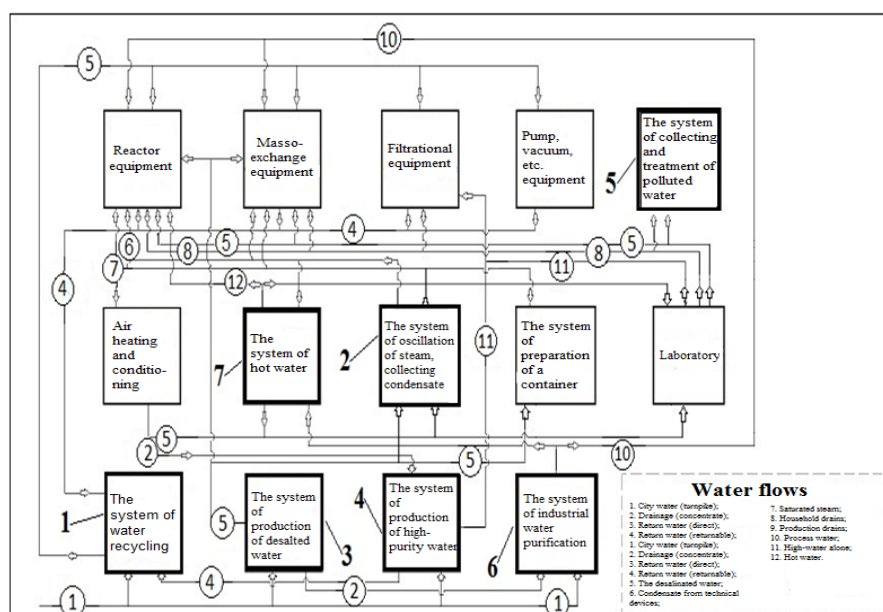 10
5
Reactor
equipment
Masso-
exchange
equipment
Filtrational
equipment
Pump,
vacuum,
etc.
equipment
The system
of collecting
and
treatment of
polluted
water
5
4
6
5
5
8
8
7
11
4
12
Air
heating and
conditio-
ning
The
system of
hot water
7
The system
of oscillation
of steam,
collecting
condensate
2
11
The system
of
preparation
of a
container
Laboratory
5
2
5
10
The
system of
water
recycling
1
5
The system
of
production
of desalted
water
3
The system
of
production
of high-
purity water
4
The system
of industrial
water
purification
6
4
2
1
1
Water flows
1. City water (turnpike);
2. Drainage (concentrate);
3. Return water (direct);
4. Return water (returnable);
1. City water (turnpike);
2. Drainage (concentrate);
3. Return water (direct);
4. Return water (returnable);
5. The desalinated water;
6. Condensate from technical
devices;
7. Saturated steam;
8. Household drains;
9. Production drains;
10. Process water;
11. High-water alone;
12. Hot water.